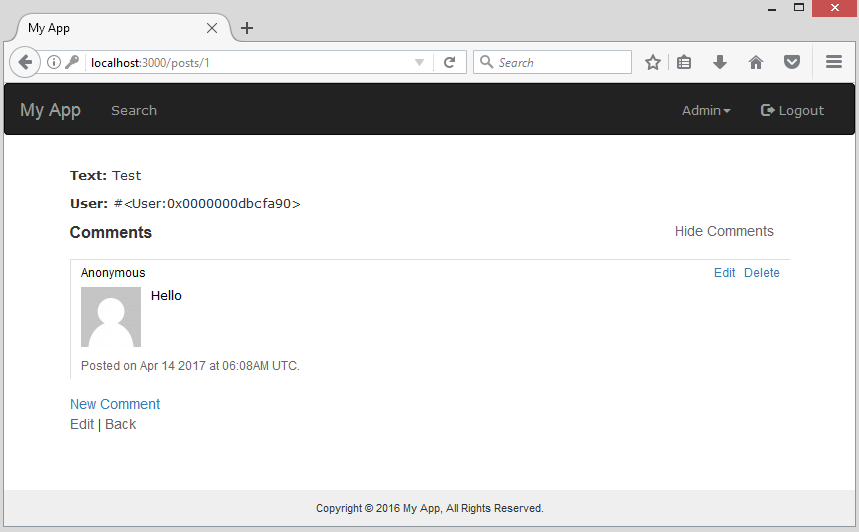 My App
localhost:3000/posts/1
Search
My App Search Admin Logout
Text: Test
User: #<User:0x0000000dbcfa90>
Comments Hide Comments
Anonymous Edit Delete
Hello
Posted on Apr 14 2017 at 06:08AM UTC.
New Comment
Edit | Back
Copyright © 2016 My App, All Rights Reserved.